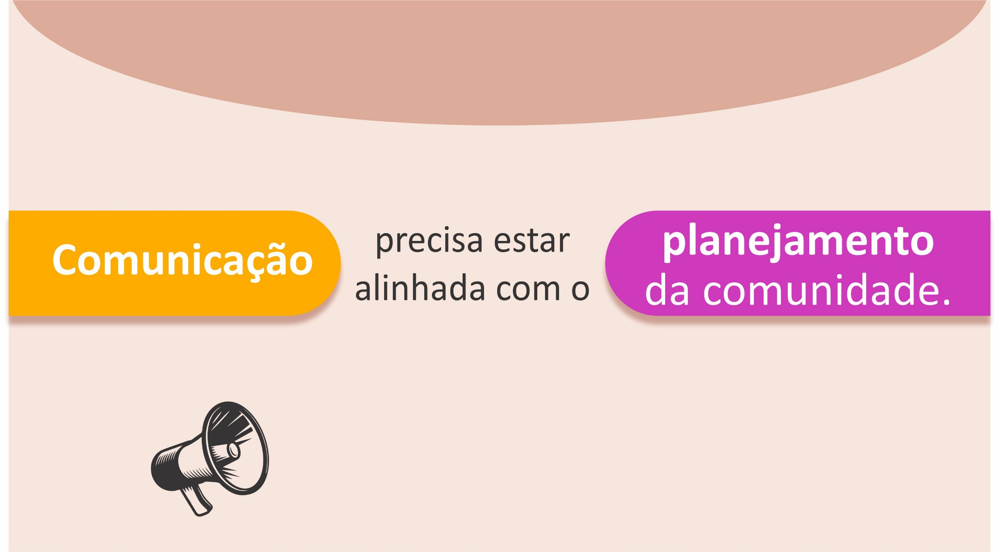 Comunicação
precisa estar
alinhada com o
planejamento
da comunidade.